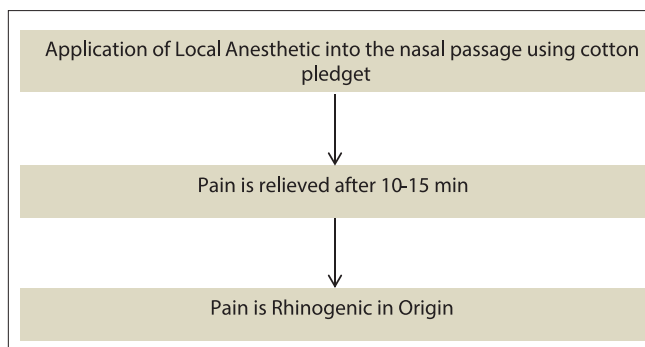 Application of Local Anesthetic into the nasal passage using cotton
pledget
Pain is relieved after 10-15 min
Pain is Rhinogenic in Origin